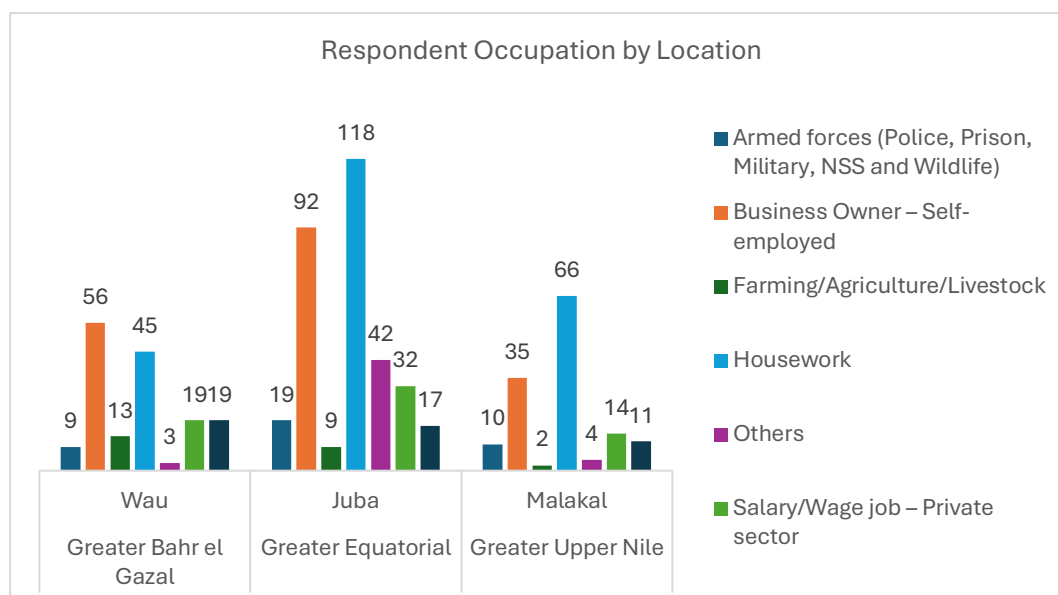 Respondent Occupation by Location
9
56
13
45
3
19
19
19
92
9
118
42
32
17
10
35
2
66
4
14
11
Wau
Juba
Malakal
Greater Bahr el
Gazal
Greater Equatorial
Greater Upper Nile
Armed forces (Police, Prison,
Military, NSS and Wildlife)
Business Owner – Self-
employed
Farming/Agriculture/Livestock
Housework
Others
Salary/Wage job – Private
sector